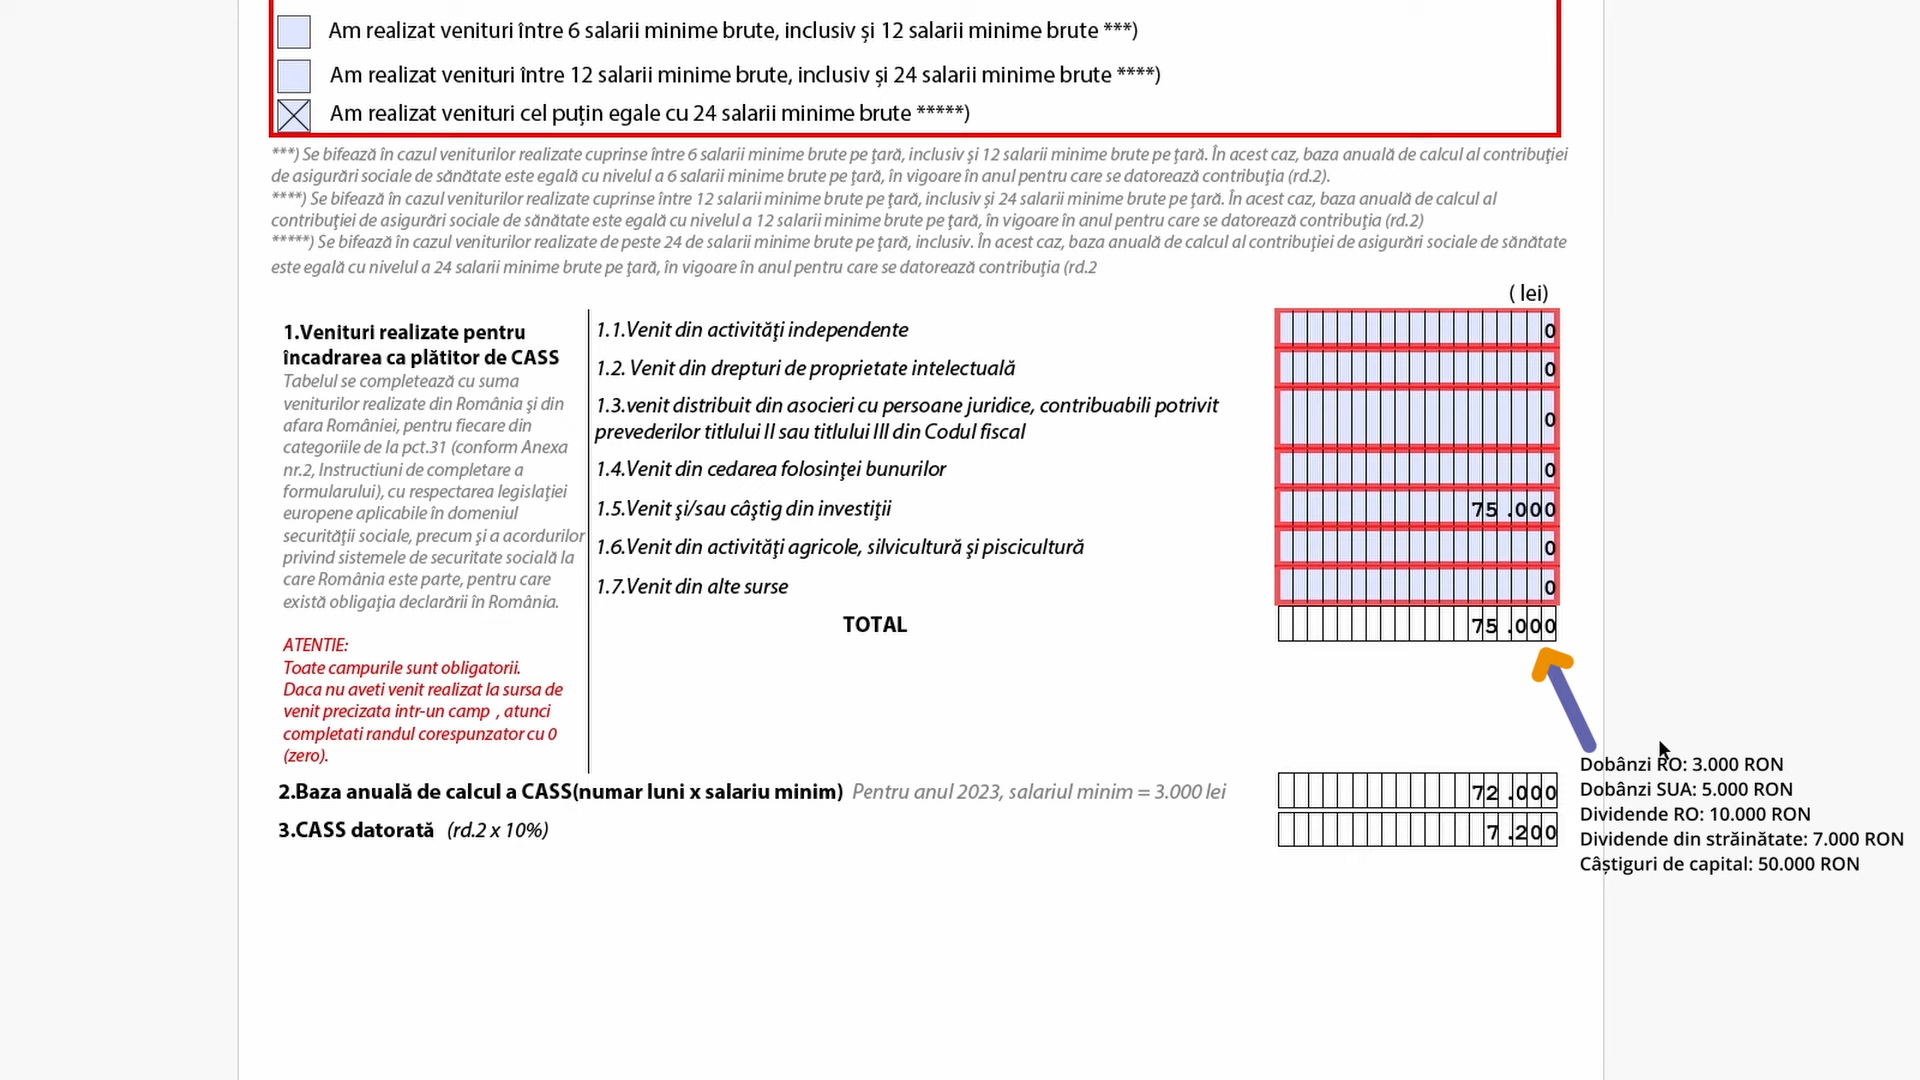 Am realizat venituri între 6 salarii minime brute, inclusiv și 12 salarii minime brute ***)
Am realizat venituri între 12 salarii minime brute, inclusiv și 24 salarii minime brute ****)
Am realizat venituri cel puțin egale cu 24 salarii minime brute *****)
***) Se bifează în cazul veniturilor realizate cuprinse între 6 salarii minime brute pe ţară, inclusiv și 12 salarii minime brute pe ţară. În acest caz, baza anuală de calcul al contribuţiei
de asigurări sociale de sănătate este egală cu nivelul a 6 salarii minime brute pe ţară, în vigoare în anul pentru care se datorează contribuția (rd.2).
****) Se bifează în cazul veniturilor realizate cuprinse între 12 salarii minime brute pe ţară, inclusiv și 24 salarii minime brute pe ţară. În acest caz, baza anuală de calcul al
contribuţiei de asigurări sociale de sănătate este egală cu nivelul a 12 salarii minime brute pe ţară, în vigoare în anul pentru care se datorează contribuția (rd.2)
*****) Se bifează în cazul veniturilor realizate de peste 24 de salarii minime brute pe ţară, inclusiv. În acest caz, baza anuală de calcul al contribuţiei de asigurări sociale de sănătate
este egală cu nivelul a 24 salarii minime brute pe ţară, în vigoare în anul pentru care se datorează contribuția (rd.2
( lei)
1.Venituri realizate pentru
încadrarea ca plătitor de CASS
Tabelul se completează cu suma
veniturilor realizate din România şi din
afara României, pentru fiecare din
categoriile de la pct.31 (conform Anexa
nr.2, Instructiuni de completare a
formularului), cu respectarea legislaţiei
europene aplicabile în domeniul
securităţii sociale, precum şi a acordurilor
privind sistemele de securitate socială la
care România este parte, pentru care
există obligaţia declarării în România.
ATENTIE:
Toate campurile sunt obligatorii.
Daca nu aveti venit realizat la sursa de
venit precizata intr-un camp , atunci
completati randul corespunzator cu 0
(zero).
1.1.Venit din activităţi independente 0
1.2. Venit din drepturi de proprietate intelectuală 0
1.3.venit distribuit din asocieri cu persoane juridice, contribuabili potrivit
prevederilor titlului II sau titlului III din Codul fiscal 0
1.4.Venit din cedarea folosinţei bunurilor 0
1.5.Venit şi/sau câştig din investiții 75.000
1.6.Venit din activităţi agricole, silvicultură şi piscicultură 0
1.7.Venit din alte surse 0
TOTAL 75.000
2.Baza anuală de calcul a CASS(numar luni x salariu minim) Pentru anul 2023, salariul minim = 3.000 lei 72.000
3.CASS datorată (rd.2 x 10%) 7.200
Dobânzi RO: 3.000 RON
Dobânzi SUA: 5.000 RON
Dividende RO: 10.000 RON
Dividende din străinătate: 7.000 RON
Câștiguri de capital: 50.000 RON